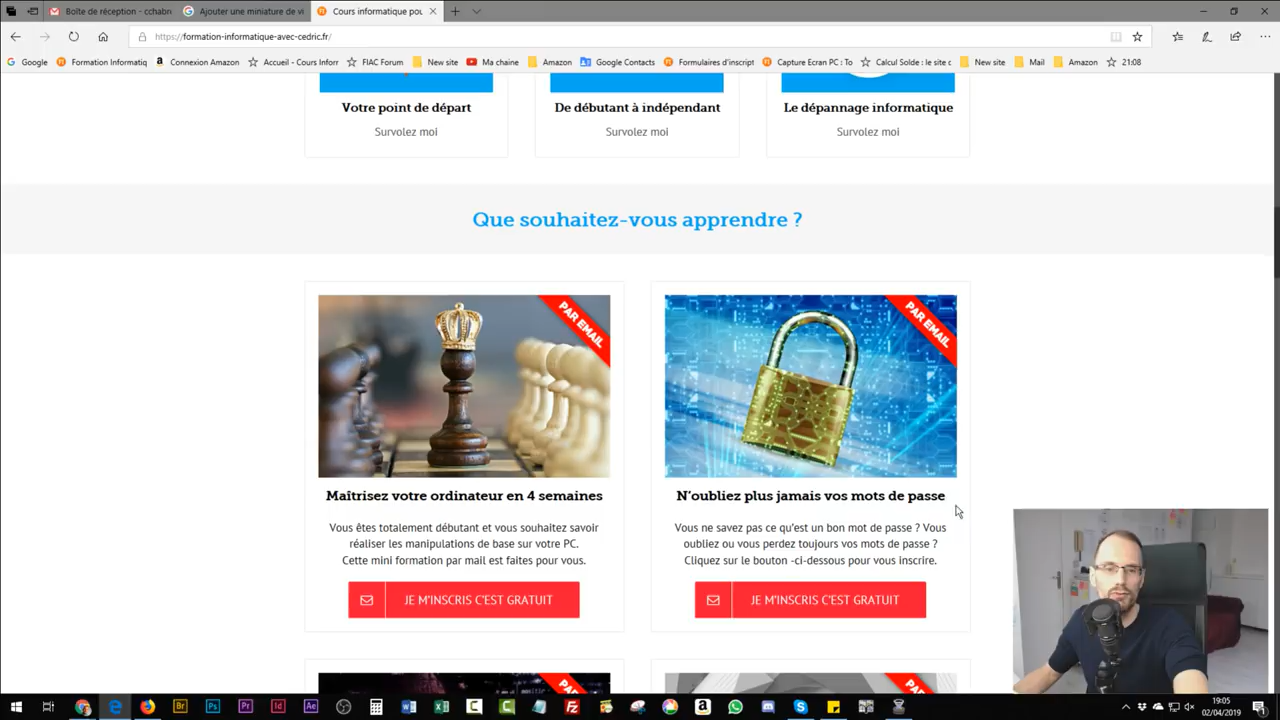 Boîte de réception - cchabn
Ajouter une miniature de vi
Cours informatique pou
https://formation-informatique-avec-cedric.fr/
Google
Formation Informatiq
Connexion Amazon
Accueil - Cours Inforr
FIAC Forum
New site
Ma chaine
Amazon
Google Contacts
Formulaires d'inscript
Capture Ecran PC : To
Calcul Solde : le site c
New site
Mail
Amazon
21:08
Votre point de départ
Survolez moi
De débutant à indépendant
Survolez moi
Le dépannage informatique
Survolez moi
Que souhaitez-vous apprendre ?
PAR EMAIL
Maîtrisez votre ordinateur en 4 semaines
Vous êtes totalement débutant et vous souhaitez savoir
réaliser les manipulations de base sur votre PC.
Cette mini formation par mail est faites pour vous.
JE M'INSCRIS C'EST GRATUIT
PAR EMAIL
N'oubliez plus jamais vos mots de passe
Vous ne savez pas ce qu'est un bon mot de passe ? Vous
oubliez ou vous perdez toujours vos mots de passe ?
Cliquez sur le bouton -ci-dessous pour vous inscrire.
JE M'INSCRIS C'EST GRATUIT
Br
Ps
Pr
Id
Ae
19:05
02/04/2019